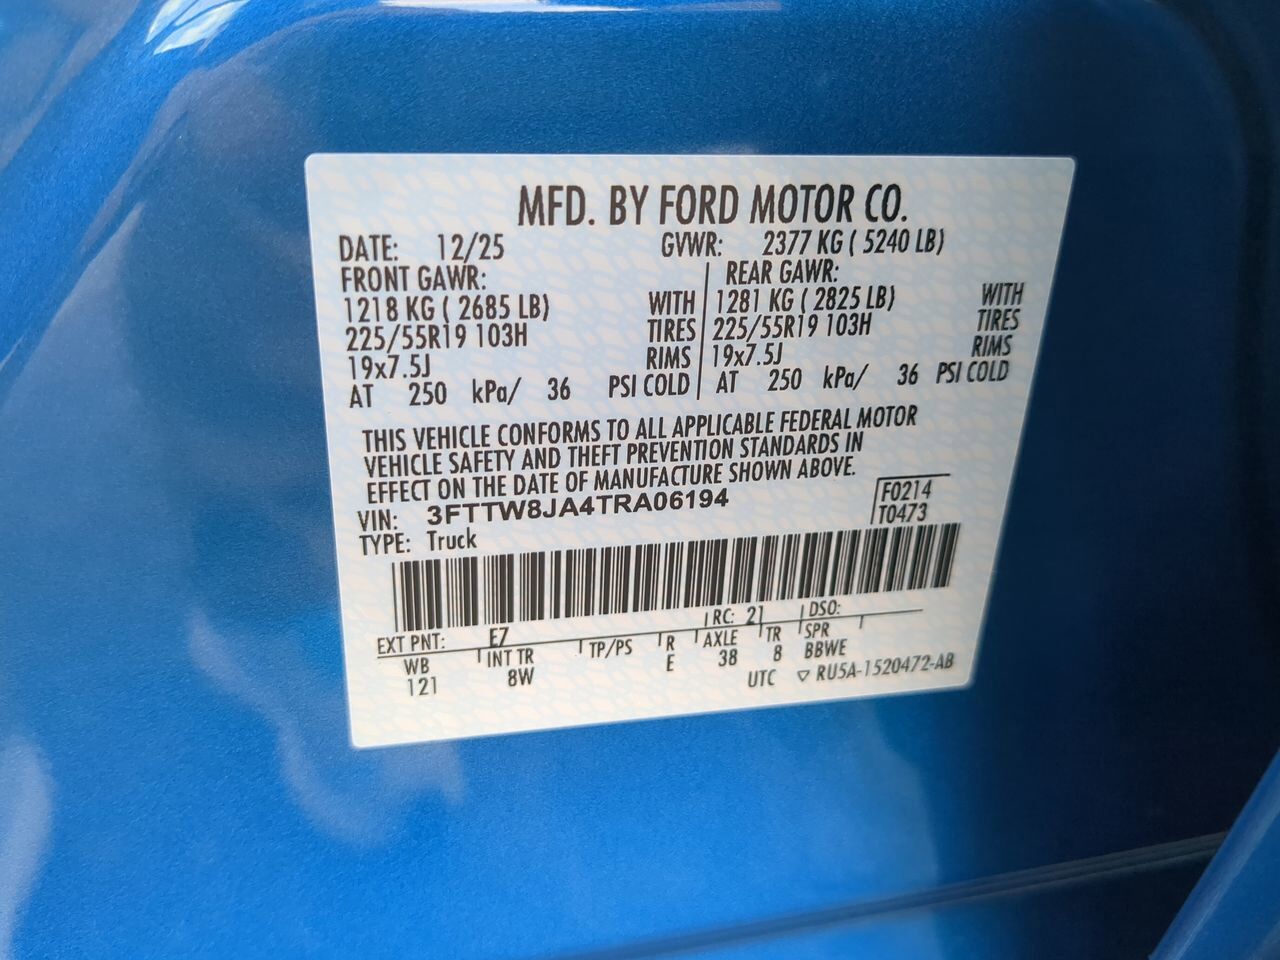 MFD. BY FORD MOTOR CO.
DATE: 12/25 GVWR: 2377 KG ( 5240 LB)
FRONT GAWR: REAR GAWR:
1218 KG ( 2685 LB) WITH 1281 KG ( 2825 LB) WITH
225/55R19 103H TIRES 225/55R19 103H TIRES
19x7.5J RIMS 19x7.5J RIMS
AT 250 kPa/ 36 PSI COLD AT 250 kPa/ 36 PSI COLD
THIS VEHICLE CONFORMS TO ALL APPLICABLE FEDERAL MOTOR
VEHICLE SAFETY AND THEFT PREVENTION STANDARDS IN
EFFECT ON THE DATE OF MANUFACTURE SHOWN ABOVE.
VIN: 3FTTW8JA4TRA06194 F0214
TYPE: Truck T0473
EXT PNT: E7 RC: 21 DSO:
WB INT TR TP/PS R AXLE TR SPR
121 8W E 38 8 BBWE
UTC ▽ RU5A-1520472-AB